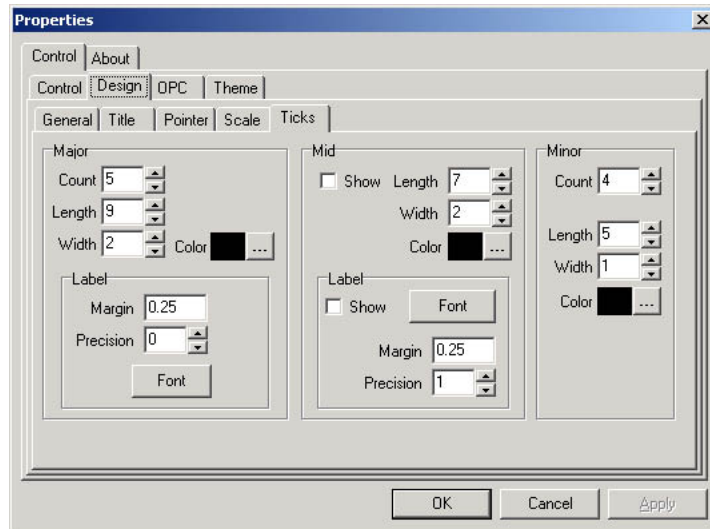 Properties
Control About
Control Design OPC Theme
General Title Pointer Scale Ticks
Major
Count 5
Length 9
Width 2 Color ...
Label
Margin 0.25
Precision 0
Font
Mid
Show Length 7
Width 2
Color ...
Label
Show Font
Margin 0.25
Precision 1
Minor
Count 4
Length 5
Width 1
Color ...
OK Cancel Apply